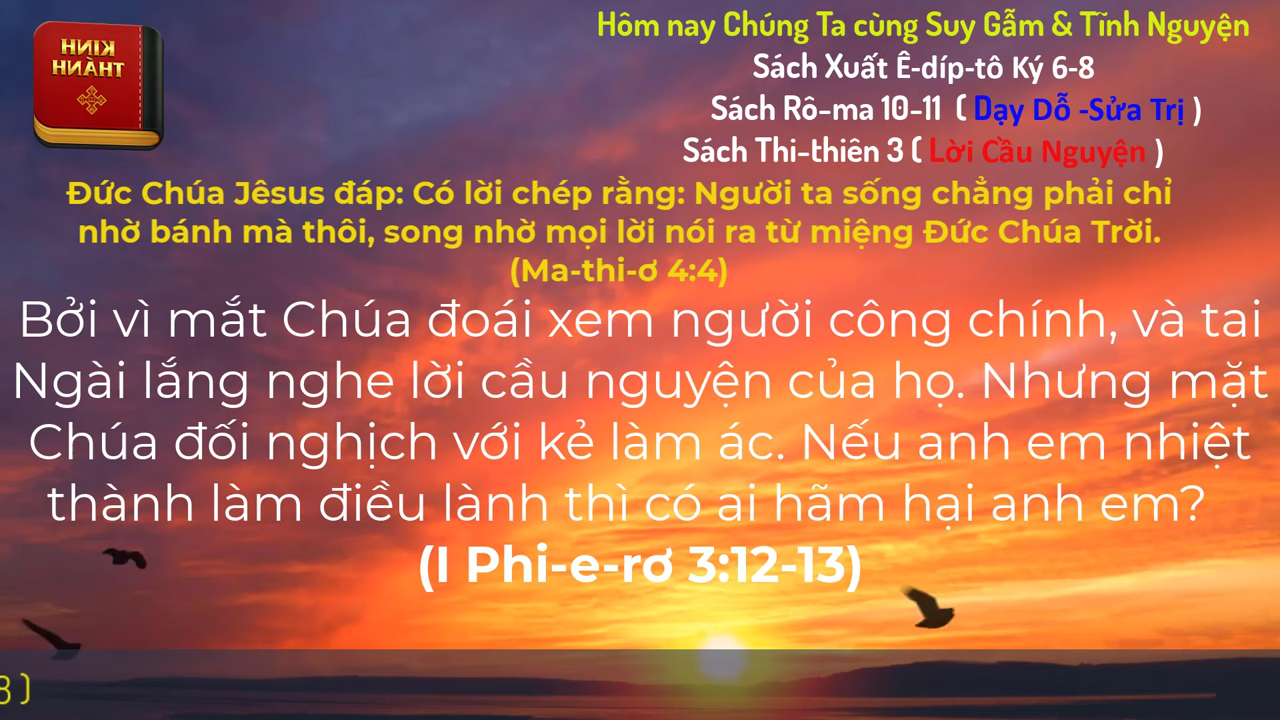 KINH
THÀNH
Hôm nay Chúng Ta cùng Suy Gẫm & Tĩnh Nguyện
Sách Xuất Ê-díp-tô Ký 6-8
Sách Rô-ma 10-11 ( Dạy Dỗ -Sửa Trị )
Sách Thi-thiên 3 ( Lời Cầu Nguyện )
Đức Chúa Jêsus đáp: Có lời chép rằng: Người ta sống chẳng phải chỉ
nhờ bánh mà thôi, song nhờ mọi lời nói ra từ miệng Đức Chúa Trời.
(Ma-thi-ơ 4:4)
Bởi vì mắt Chúa đoái xem người công chính, và tai
Ngài lắng nghe lời cầu nguyện của họ. Nhưng mặt
Chúa đối nghịch với kẻ làm ác. Nếu anh em nhiệt
thành làm điều lành thì có ai hãm hại anh em?
(I Phi-e-rơ 3:12-13)
8 )